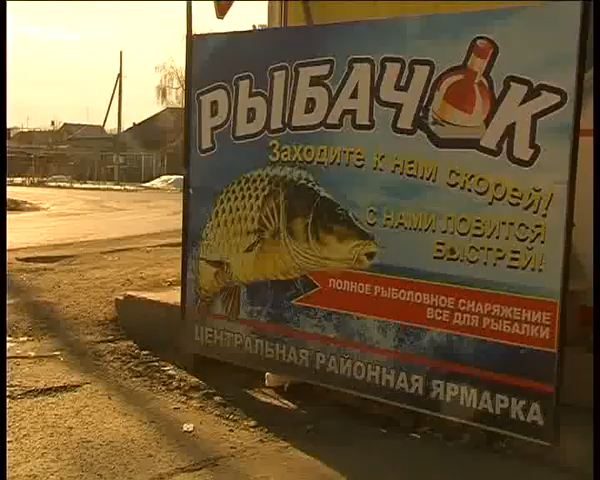 РЫБАЧОК
Заходите к нам скорей!
С НАМИ ЛОВИТСЯ
БЫСТРЕЙ!
ПОЛНОЕ РЫБОЛОВНОЕ СНАРЯЖЕНИЕ
ВСЕ ДЛЯ РЫБАЛКИ
ЦЕНТРАЛЬНАЯ РАЙОННАЯ ЯРМАРКА